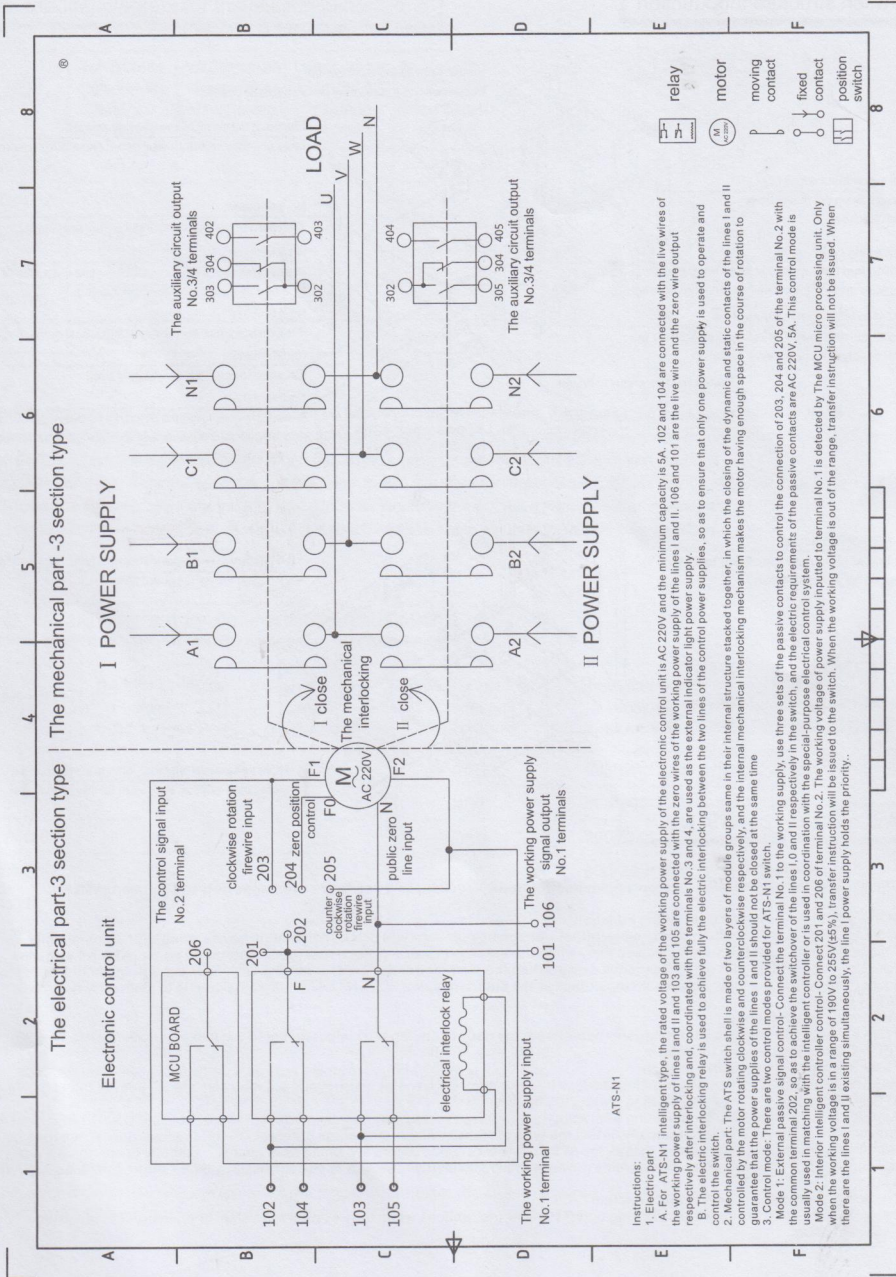 A
B
C
D
E
F
1
2
3
4
5
6
7
8
®
The electrical part-3 section type
The mechanical part -3 section type
Electronic control unit
MCU BOARD
206
The control signal input
No.2 terminal
201
202
F
N
electrical interlock relay
102
104
103
105
The working power supply input
No.1 terminal
clockwise rotation
firewire input
203
204 zero position
control
205
counter
clockwise
rotation
firewire
input
public zero
line input
101 106
The working power supply
signal output
No.1 terminals
F1
F0
M
AC 220V
F2
N
I POWER SUPPLY
A1
B1
C1
N1
I close
The mechanical
interlocking
II close
A2
B2
C2
N2
II POWER SUPPLY
The auxiliary circuit output
No.3/4 terminals
303 304 402
302 403
LOAD
U
V
W
N
302 404
305 304 405
The auxiliary circuit output
No.3/4 terminals
ATS-N1
Instructions:
1. Electric part
A. For ATS-N1 intelligent type, the rated voltage of the working power supply of the electronic control unit is AC 220V and the minimum capacity is 5A. 102 and 104 are connected with the live wires of
the working power supply of lines I and II and 103 and 105 are connected with the zero wires of the working power supply of the lines I and II. 106 and 101 are the live wire and the zero wire output
respectively after interlocking and, coordinated with the terminals No.3 and 4, are used as the external indicator light power supply.
B. The electric interlocking relay is used to achieve fully the electric interlocking between the two lines of the control power supplies, so as to ensure that only one power supply is used to operate and
control the switch.
2. Mechanical part: The ATS switch shell is made of two layers of module groups same in their internal structure stacked together, in which the closing of the dynamic and static contacts of the lines I and II
controlled by the motor rotating clockwise and counterclockwise respectively, and the internal mechanical interlocking mechanism makes the motor having enough space in the course of rotation to
guarantee that the power supplies of the lines I and II should not be closed at the same time
3. Control mode: There are two control modes provided for ATS-N1 switch.
Mode 1: External passive signal control- Connect the terminal No.1 to the working supply, use three sets of the passive contacts to control the connection of 203, 204 and 205 of the terminal No.2 with
the common terminal 202, so as to achieve the switchover of the lines I,0 and II respectively in the switch, and the electric requirements of the passive contacts are AC 220V, 5A. This control mode is
usually used in matching with the intelligent controller or is used in coordination with the special-purpose electrical control system.
Mode 2: Interior intelligent controller control- Connect 201 and 206 of terminal No.2. The working voltage of power supply inputted to terminal No.1 is detected by The MCU micro processing unit. Only
when the working voltage is in a range of 190V to 255V(±5%), transfer instruction will be issued to the switch. When the working voltage is out of the range, transfer instruction will not be issued. When
there are the lines I and II existing simultaneously, the line I power supply holds the priority..
relay
M
AC 220V
motor
moving
contact
fixed
contact
position
switch
1
2
3
4
5
6
7
8
A
B
C
D
E
F